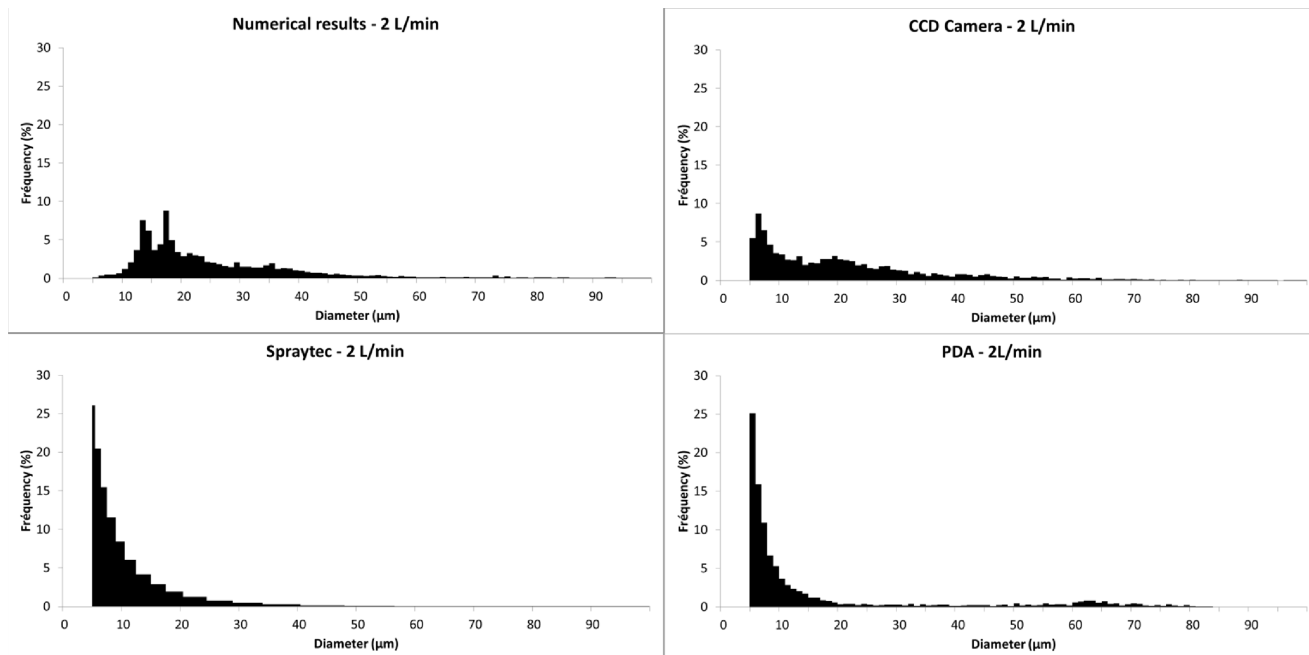 Numerical results - 2 L/min
30
25
20
15
10
5
0
Fréquency (%)
0 10 20 30 40 50 60 70 80 90
Diameter (μm)
CCD Camera - 2 L/min
30
25
20
15
10
5
0
Fréquency (%)
0 10 20 30 40 50 60 70 80 90
Diameter (μm)
Spraytec - 2 L/min
30
25
20
15
10
5
0
Fréquency (%)
0 10 20 30 40 50 60 70 80 90
Diameter (μm)
PDA - 2L/min
30
25
20
15
10
5
0
Fréquency (%)
0 10 20 30 40 50 60 70 80 90
Diameter (μm)